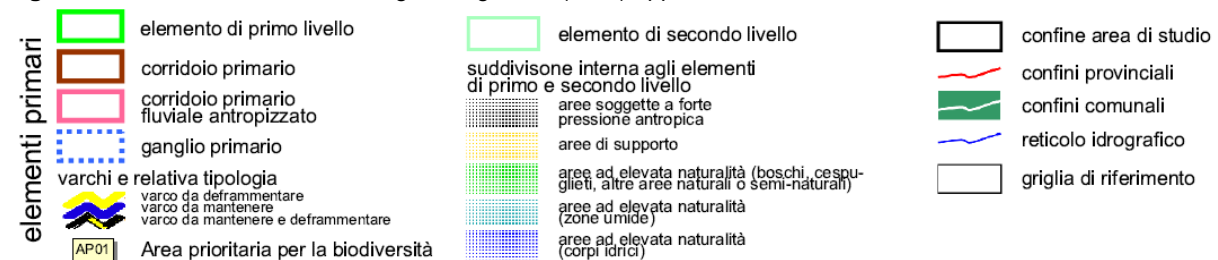 elementi primari
elemento di primo livello
corridoio primario
corridoio primario
fluviale antropizzato
ganglio primario
varchi e relativa tipologia
varco da deframmentare
varco da mantenere
varco da mantenere e deframmentare
AP01
Area prioritaria per la biodiversità
elemento di secondo livello
suddivisone interna agli elementi
di primo e secondo livello
aree soggette a forte
pressione antropica
aree di supporto
aree ad elevata naturalità (boschi, cespu-
glieti, altre aree naturali o semi-naturali)
aree ad elevata naturalità
(zone umide)
aree ad elevata naturalità
(corpi idrici)
confine area di studio
confini provinciali
confini comunali
reticolo idrografico
griglia di riferimento